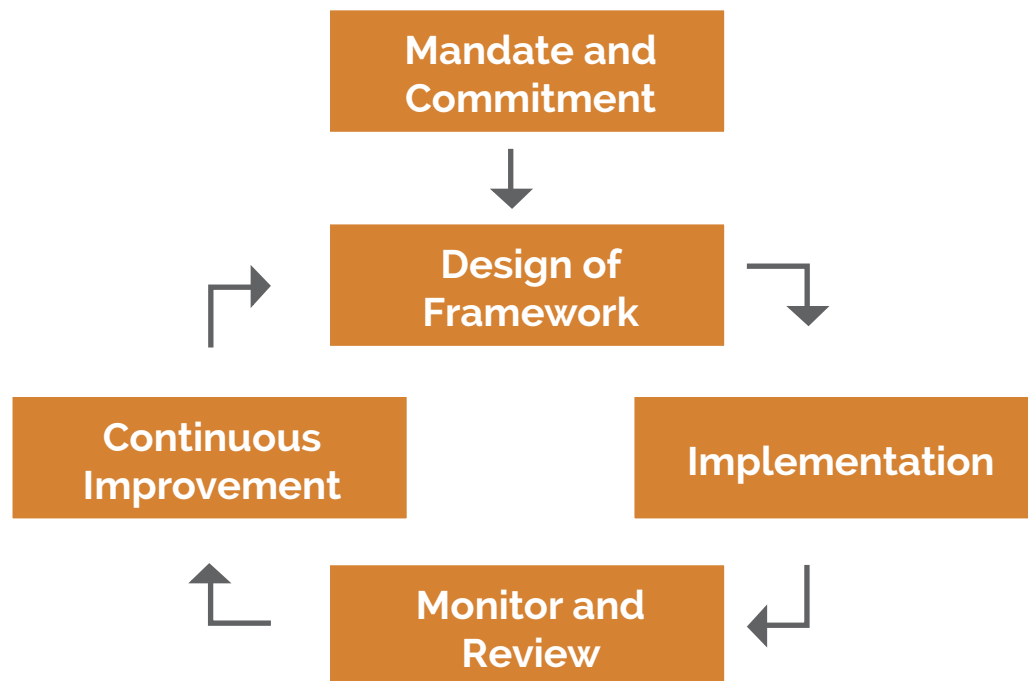 Mandate and
Commitment
Design of
Framework
Continuous
Improvement
Implementation
Monitor and
Review